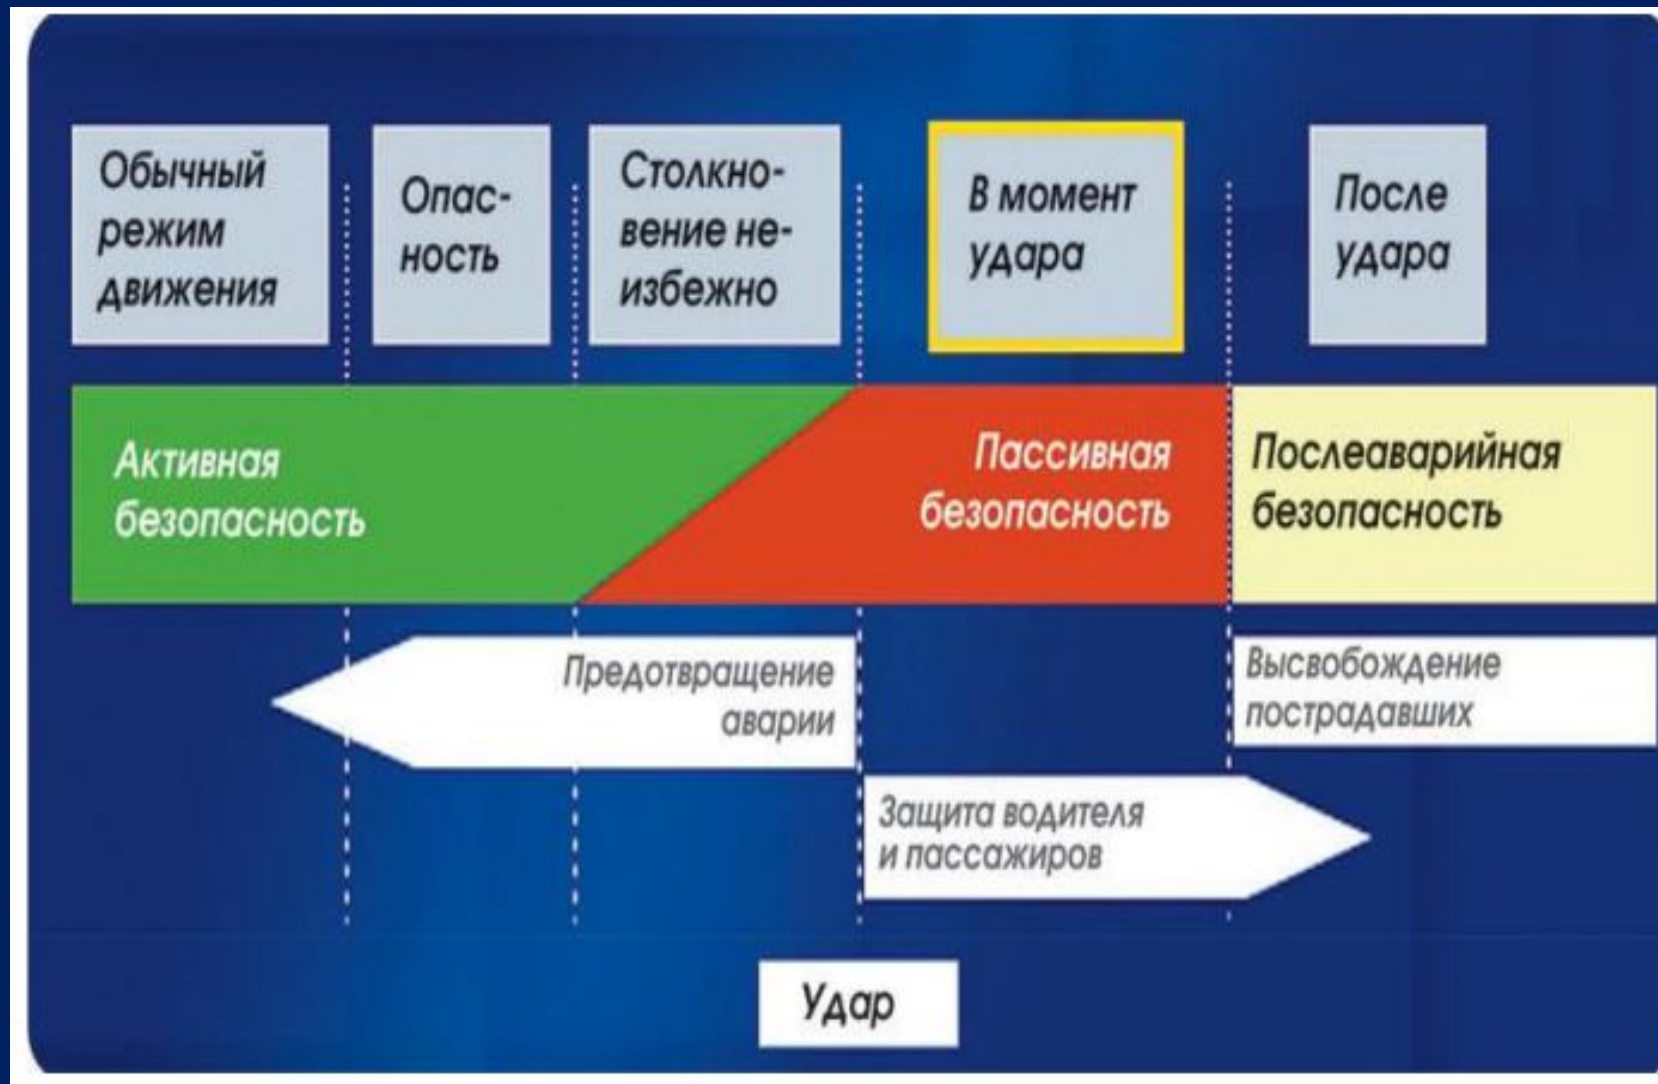 Обычный
режим
движения
Опас-
ность
Столкно-
вение не-
избежно
В момент
удара
После
удара
Активная
безопасность
Пассивная
безопасность
Послеаварийная
безопасность
Предотвращение
аварии
Высвобождение
пострадавших
Защита водителя
и пассажиров
Удар